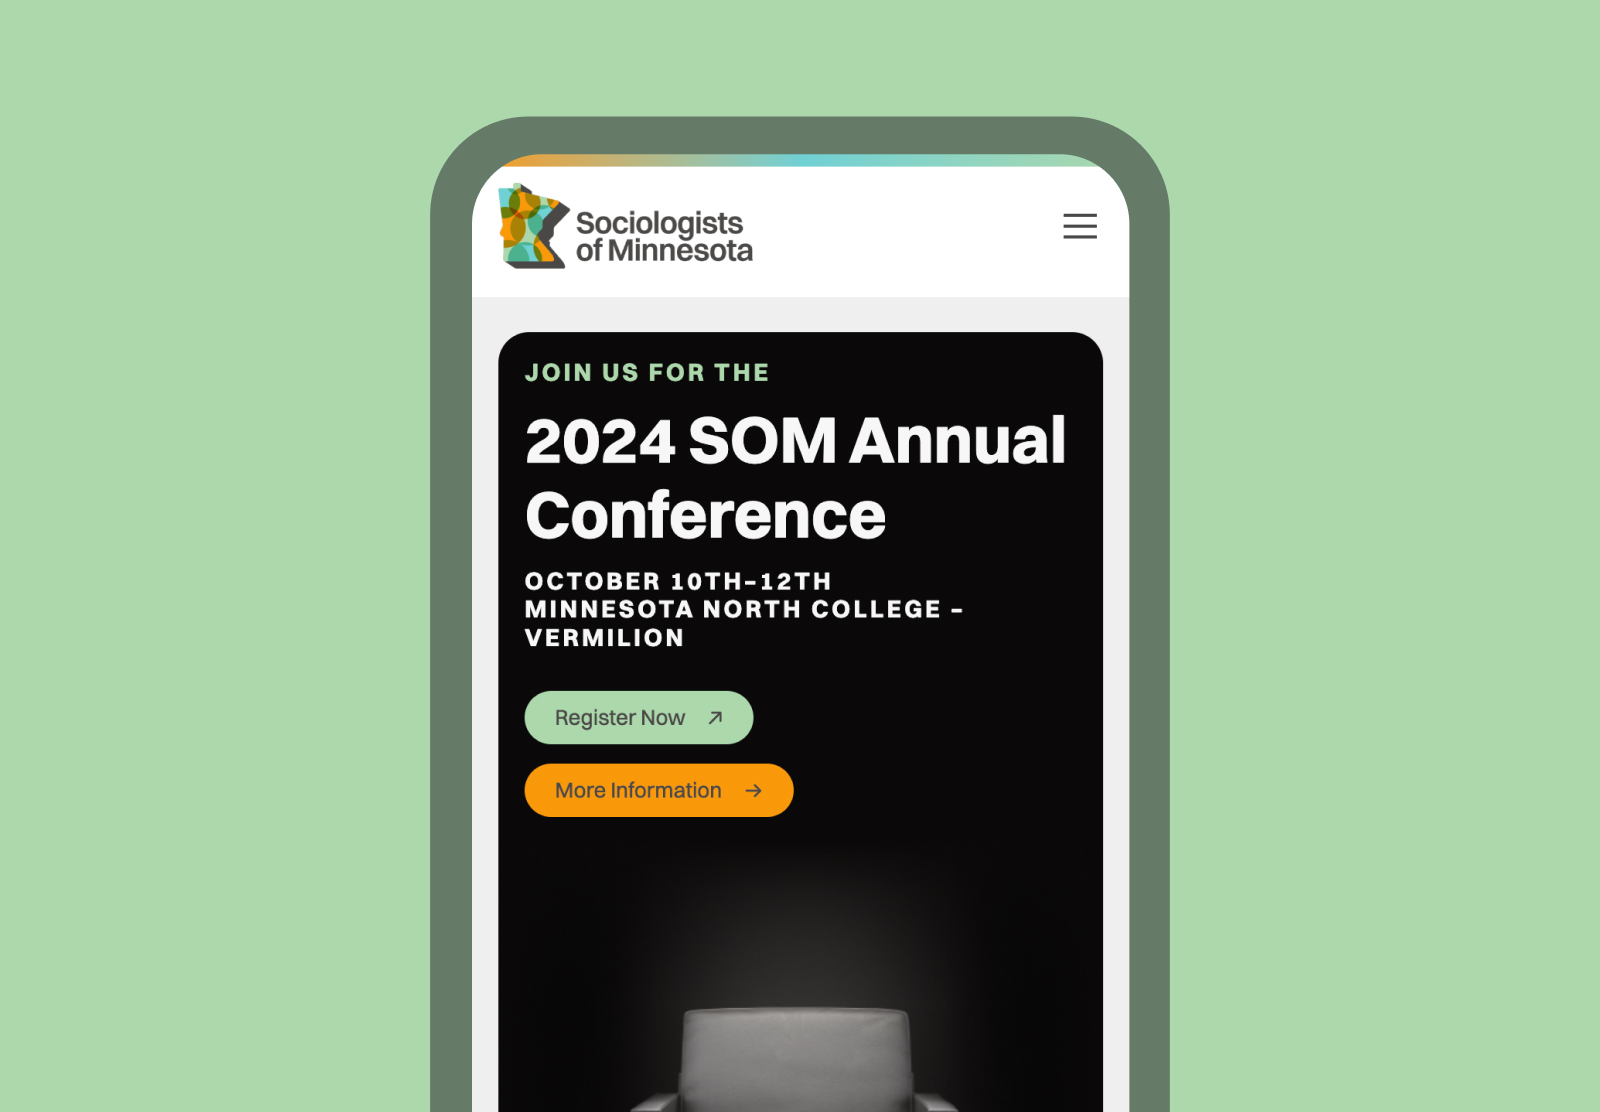 Sociologists
of Minnesota
JOIN US FOR THE
2024 SOM Annual
Conference
OCTOBER 10TH–12TH
MINNESOTA NORTH COLLEGE –
VERMILION
Register Now
More Information